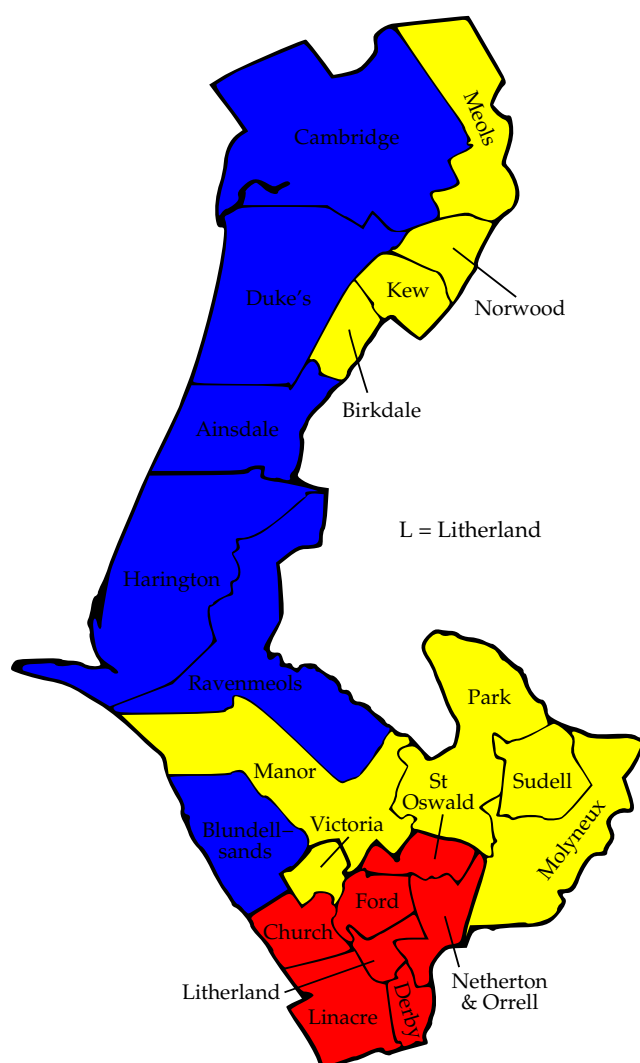 Meols
Cambridge
Duke's
Kew
Norwood
Birkdale
Ainsdale
L = Litherland
Harington
Ravenmeols
Park
Manor
St
Oswald
Sudell
Molyneux
Blundell–
sands
Victoria
Ford
Church
Litherland
Netherton
& Orrell
Linacre
Derby